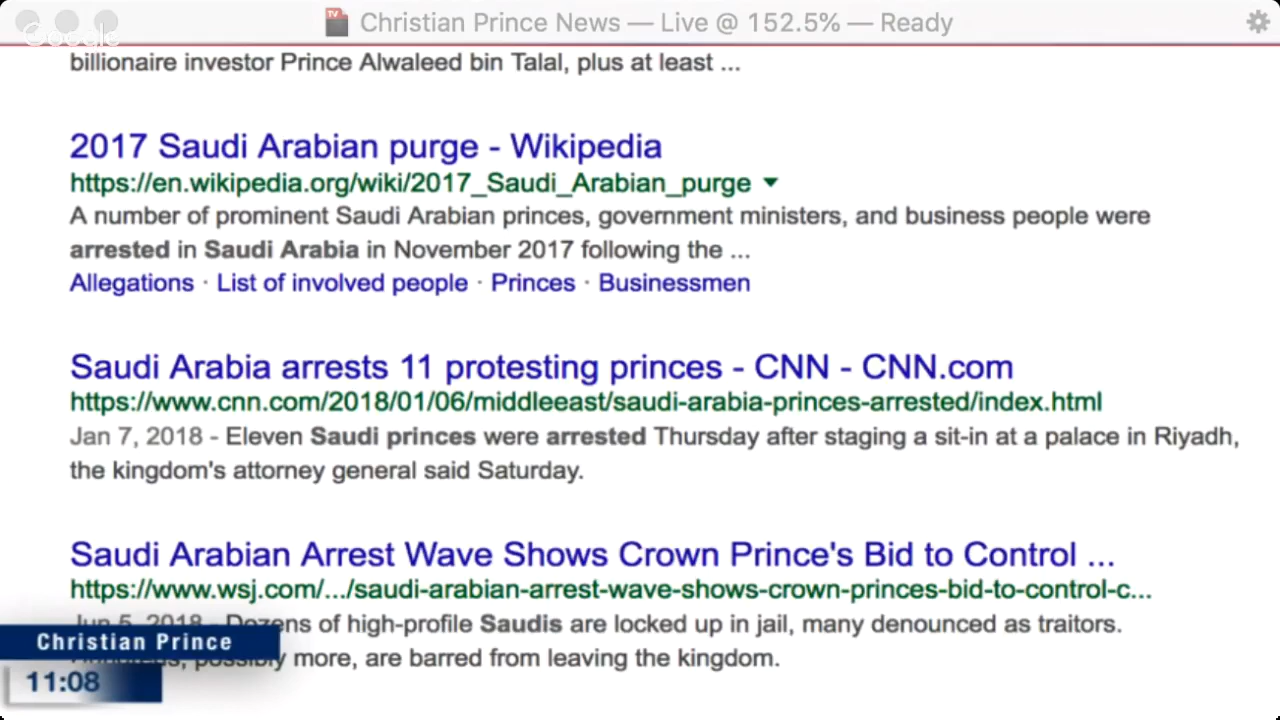 Christian Prince News — Live @ 152.5% — Ready
Google
billionaire investor Prince Alwaleed bin Talal, plus at least ...
2017 Saudi Arabian purge - Wikipedia
https://en.wikipedia.org/wiki/2017_Saudi_Arabian_purge
A number of prominent Saudi Arabian princes, government ministers, and business people were
arrested in Saudi Arabia in November 2017 following the ...
Allegations · List of involved people · Princes · Businessmen
Saudi Arabia arrests 11 protesting princes - CNN - CNN.com
https://www.cnn.com/2018/01/06/middleeast/saudi-arabia-princes-arrested/index.html
Jan 7, 2018 - Eleven Saudi princes were arrested Thursday after staging a sit-in at a palace in Riyadh,
the kingdom's attorney general said Saturday.
Saudi Arabian Arrest Wave Shows Crown Prince's Bid to Control ...
https://www.wsj.com/.../saudi-arabian-arrest-wave-shows-crown-princes-bid-to-control-c...
Jun 5, 2018 - Dozens of high-profile Saudis are locked up in jail, many denounced as traitors.
possibly more, are barred from leaving the kingdom.
Christian Prince
11:08